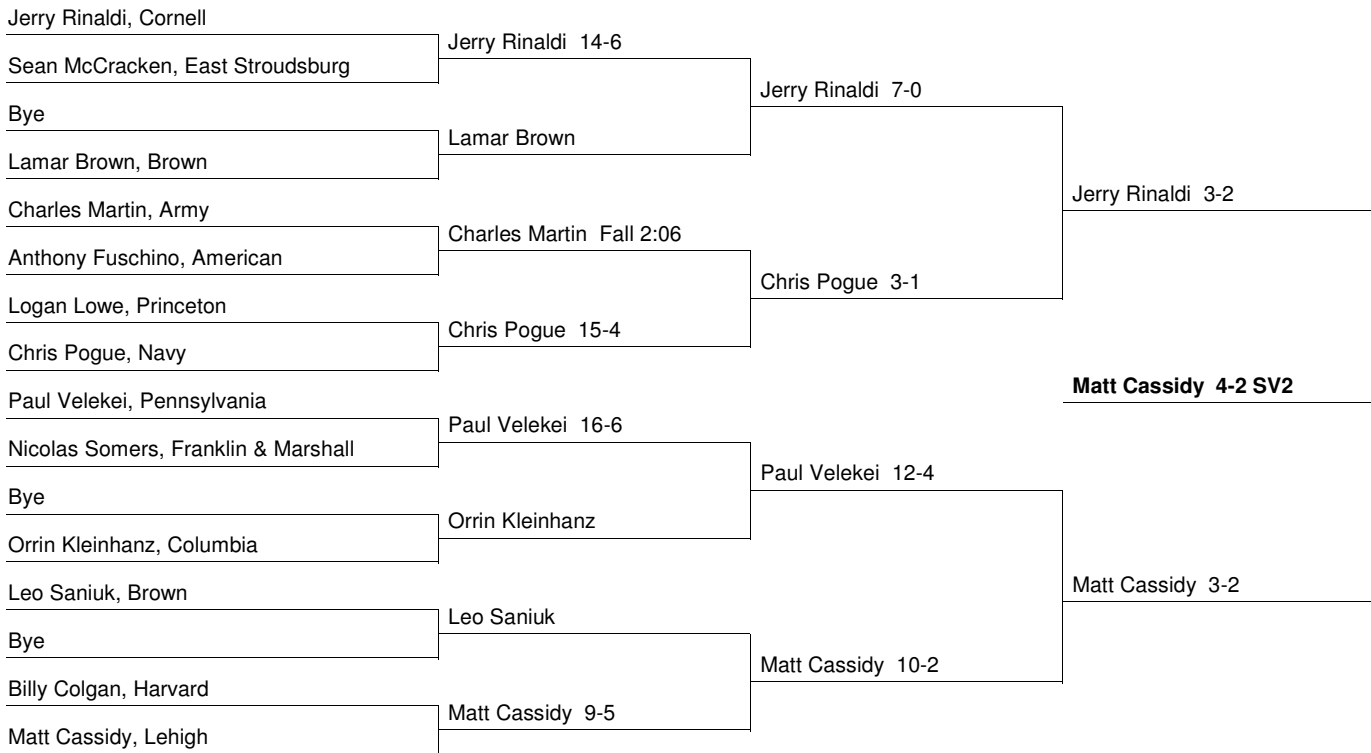 Jerry Rinaldi, Cornell
Sean McCracken, East Stroudsburg
Bye
Lamar Brown, Brown
Charles Martin, Army
Anthony Fuschino, American
Logan Lowe, Princeton
Chris Pogue, Navy
Paul Velekei, Pennsylvania
Nicolas Somers, Franklin & Marshall
Bye
Orrin Kleinhanz, Columbia
Leo Saniuk, Brown
Bye
Billy Colgan, Harvard
Matt Cassidy, Lehigh
Jerry Rinaldi 14-6
Lamar Brown
Charles Martin Fall 2:06
Chris Pogue 15-4
Paul Velekei 16-6
Orrin Kleinhanz
Leo Saniuk
Matt Cassidy 9-5
Jerry Rinaldi 7-0
Chris Pogue 3-1
Paul Velekei 12-4
Matt Cassidy 10-2
Jerry Rinaldi 3-2
Matt Cassidy 4-2 SV2
Matt Cassidy 3-2